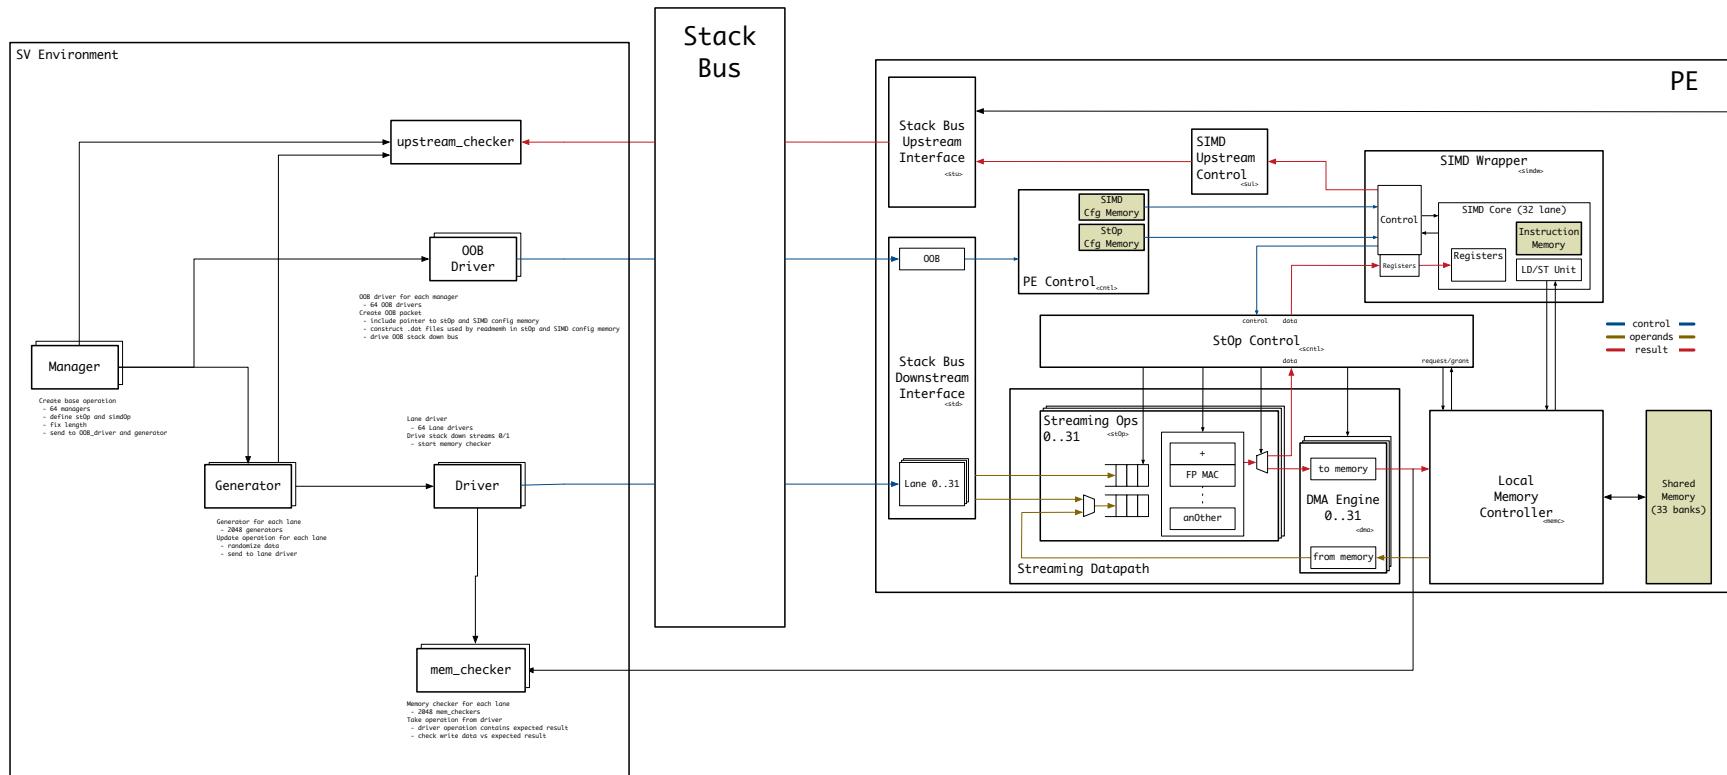 SV Environment
Stack
Bus
PE
upstream_checker
Stack Bus
Upstream
Interface
<stu>
SIMD
Upstream
Control
<sui>
SIMD Wrapper
<simdw>
SIMD
Cfg Memory
StOp
Cfg Memory
PE Control
<cntl>
Control
Registers
SIMD Core (32 lane)
Instruction
Memory
Registers
LD/ST Unit
OOB
Driver
OOB
OOB driver for each manager
- 64 OOB drivers
Create OOB packet
- include pointer to stOp and SIMD config memory
- construct .dat files used by readmemh in stOp and SIMD config memory
- drive OOB stack down bus
control
operands
result
control data
StOp Control
<scntl>
data
request/grant
Manager
Create base operation
- 64 managers
- define stOp and simdOp
- fix length
- send to OOB_driver and generator
Stack Bus
Downstream
Interface
<std>
Lane 0..31
Lane driver
- 64 Lane drivers
Drive stack down streams 0/1
- start memory checker
Generator
Driver
Generator for each lane
- 2048 generators
Update operation for each lane
- randomize data
- send to lane driver
Streaming Ops
0..31
<stOp>
+
FP MAC
anOther
to memory
DMA Engine
0..31
<dma>
from memory
Streaming Datapath
Local
Memory
Controller
<memc>
Shared
Memory
(33 banks)
mem_checker
Memory checker for each lane
- 2048 mem_checkers
Take operation from driver
- driver operation contains expected result
- check write data vs expected result